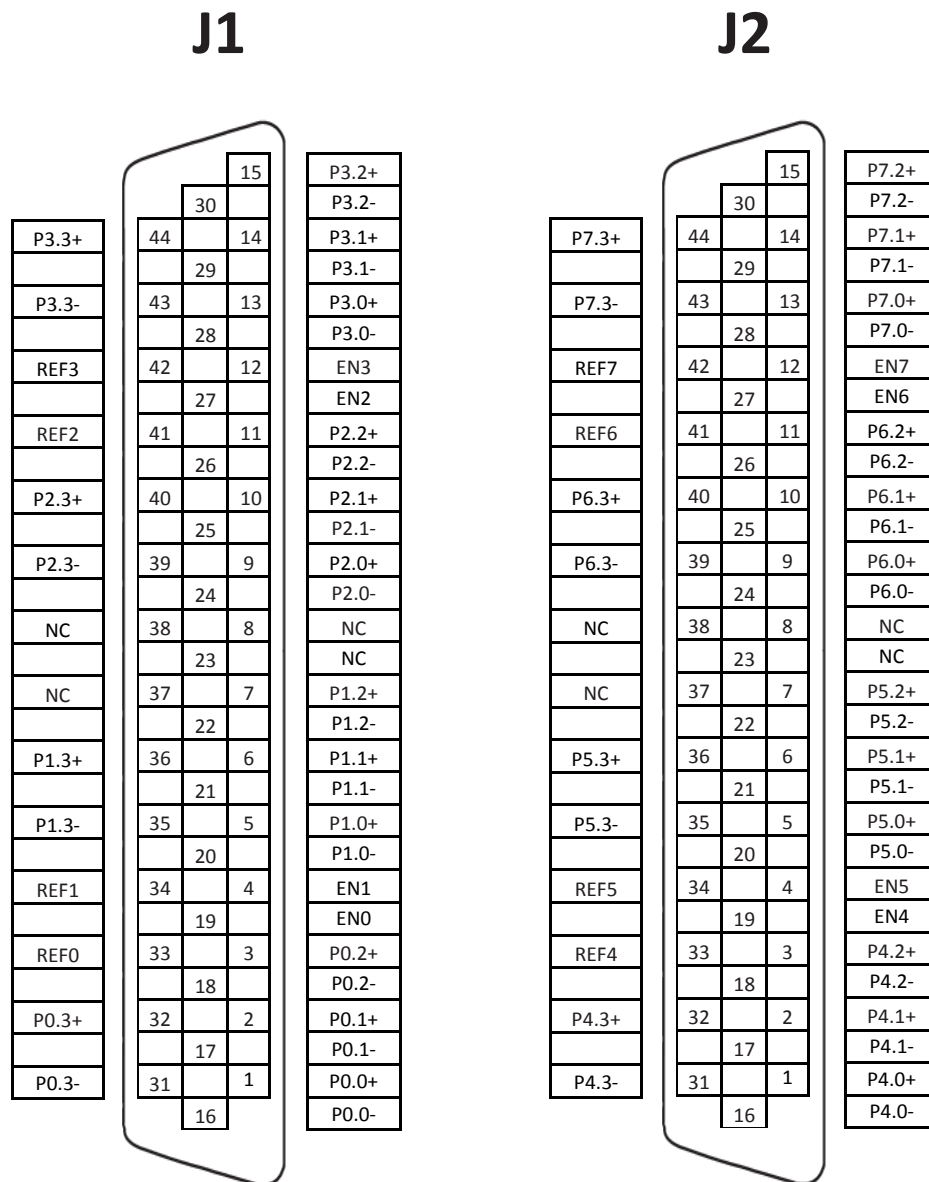 J1 J2
15 P3.2+ 15 P7.2+
30 P3.2- 30 P7.2-
P3.3+ 44 14 P3.1+ P7.3+ 44 14 P7.1+
29 P3.1- 29 P7.1-
P3.3- 43 13 P3.0+ P7.3- 43 13 P7.0+
28 P3.0- 28 P7.0-
REF3 42 12 EN3 REF7 42 12 EN7
27 EN2 27 EN6
REF2 41 11 P2.2+ REF6 41 11 P6.2+
26 P2.2- 26 P6.2-
P2.3+ 40 10 P2.1+ P6.3+ 40 10 P6.1+
25 P2.1- 25 P6.1-
P2.3- 39 9 P2.0+ P6.3- 39 9 P6.0+
24 P2.0- 24 P6.0-
NC 38 8 NC NC 38 8 NC
23 NC 23 NC
NC 37 7 P1.2+ NC 37 7 P5.2+
22 P1.2- 22 P5.2-
P1.3+ 36 6 P1.1+ P5.3+ 36 6 P5.1+
21 P1.1- 21 P5.1-
P1.3- 35 5 P1.0+ P5.3- 35 5 P5.0+
20 P1.0- 20 P5.0-
REF1 34 4 EN1 REF5 34 4 EN5
19 EN0 19 EN4
REF0 33 3 P0.2+ REF4 33 3 P4.2+
18 P0.2- 18 P4.2-
P0.3+ 32 2 P0.1+ P4.3+ 32 2 P4.1+
17 P0.1- 17 P4.1-
P0.3- 31 1 P0.0+ P4.3- 31 1 P4.0+
16 P0.0- 16 P4.0-